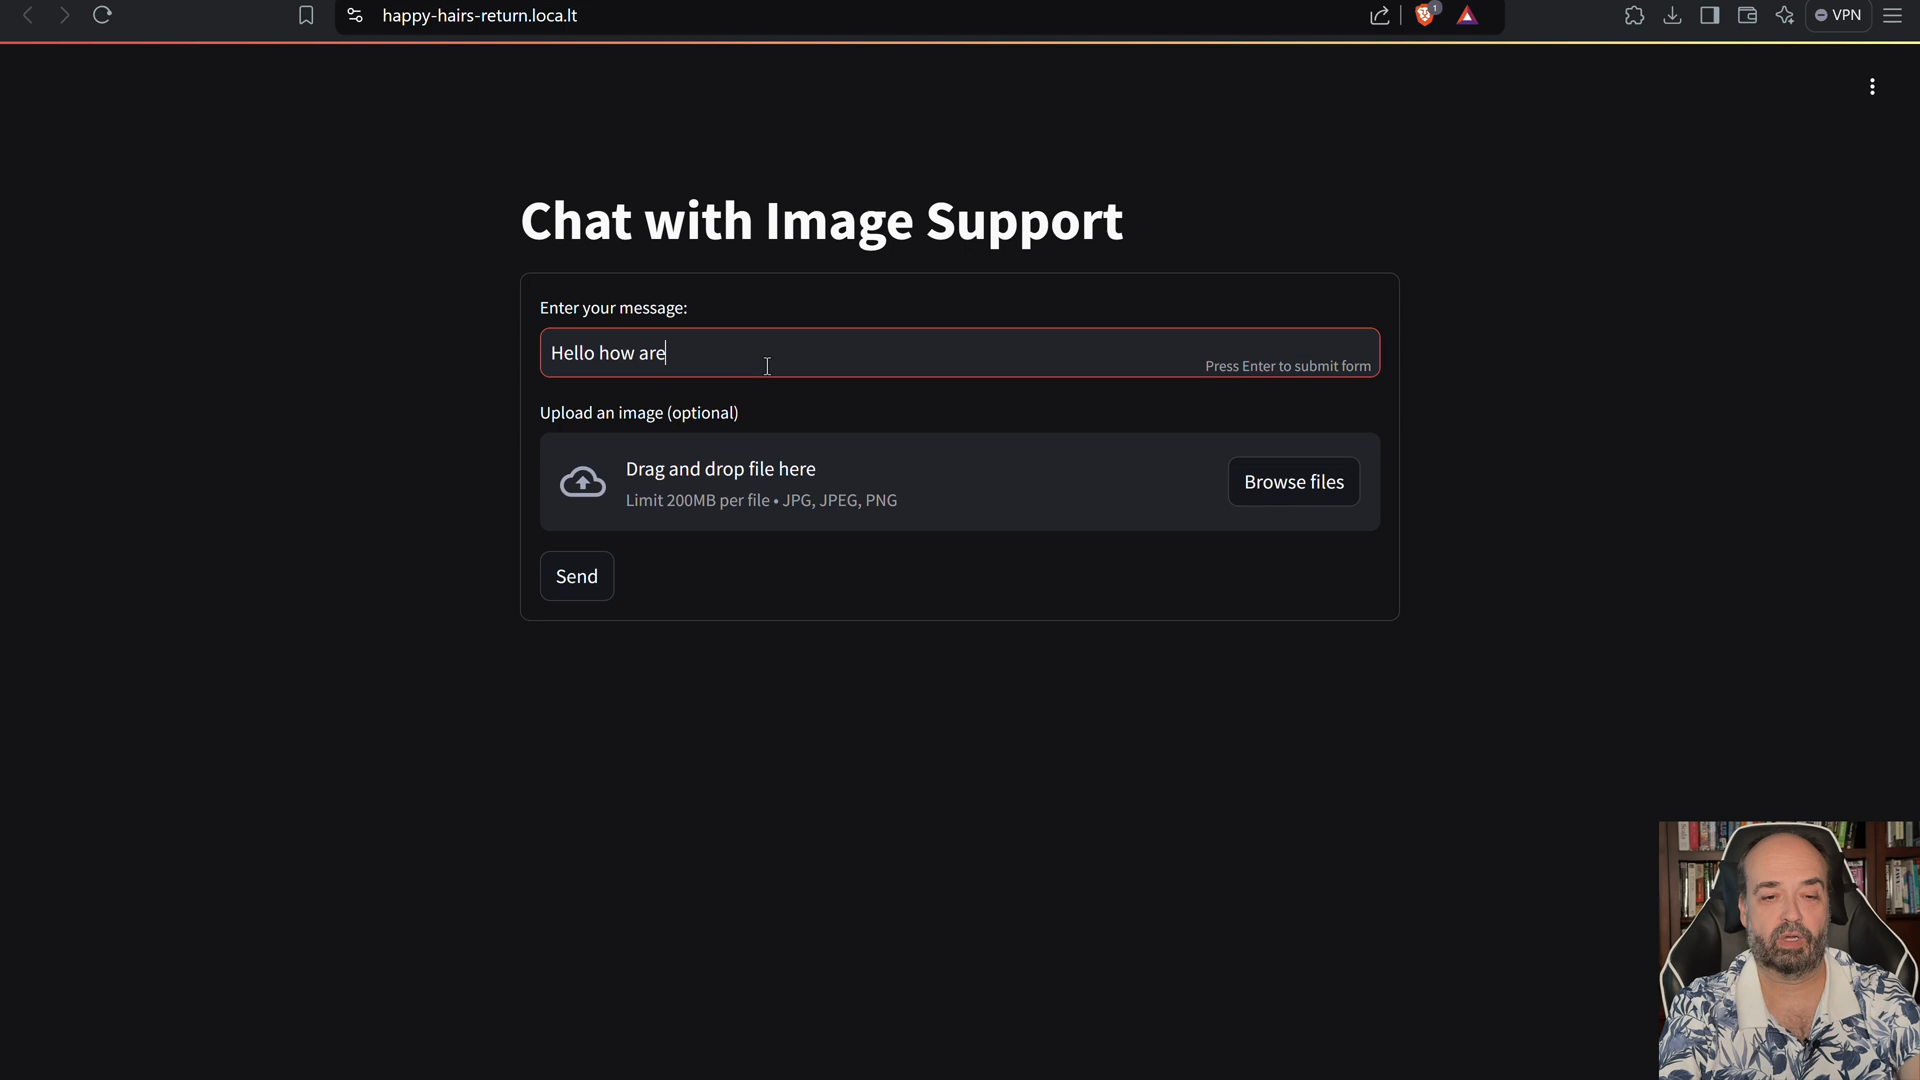 happy-hairs-return.loca.lt
1
VPN
Chat with Image Support
Enter your message:
Hello how are
Press Enter to submit form
Upload an image (optional)
Drag and drop file here
Limit 200MB per file • JPG, JPEG, PNG
Browse files
Send